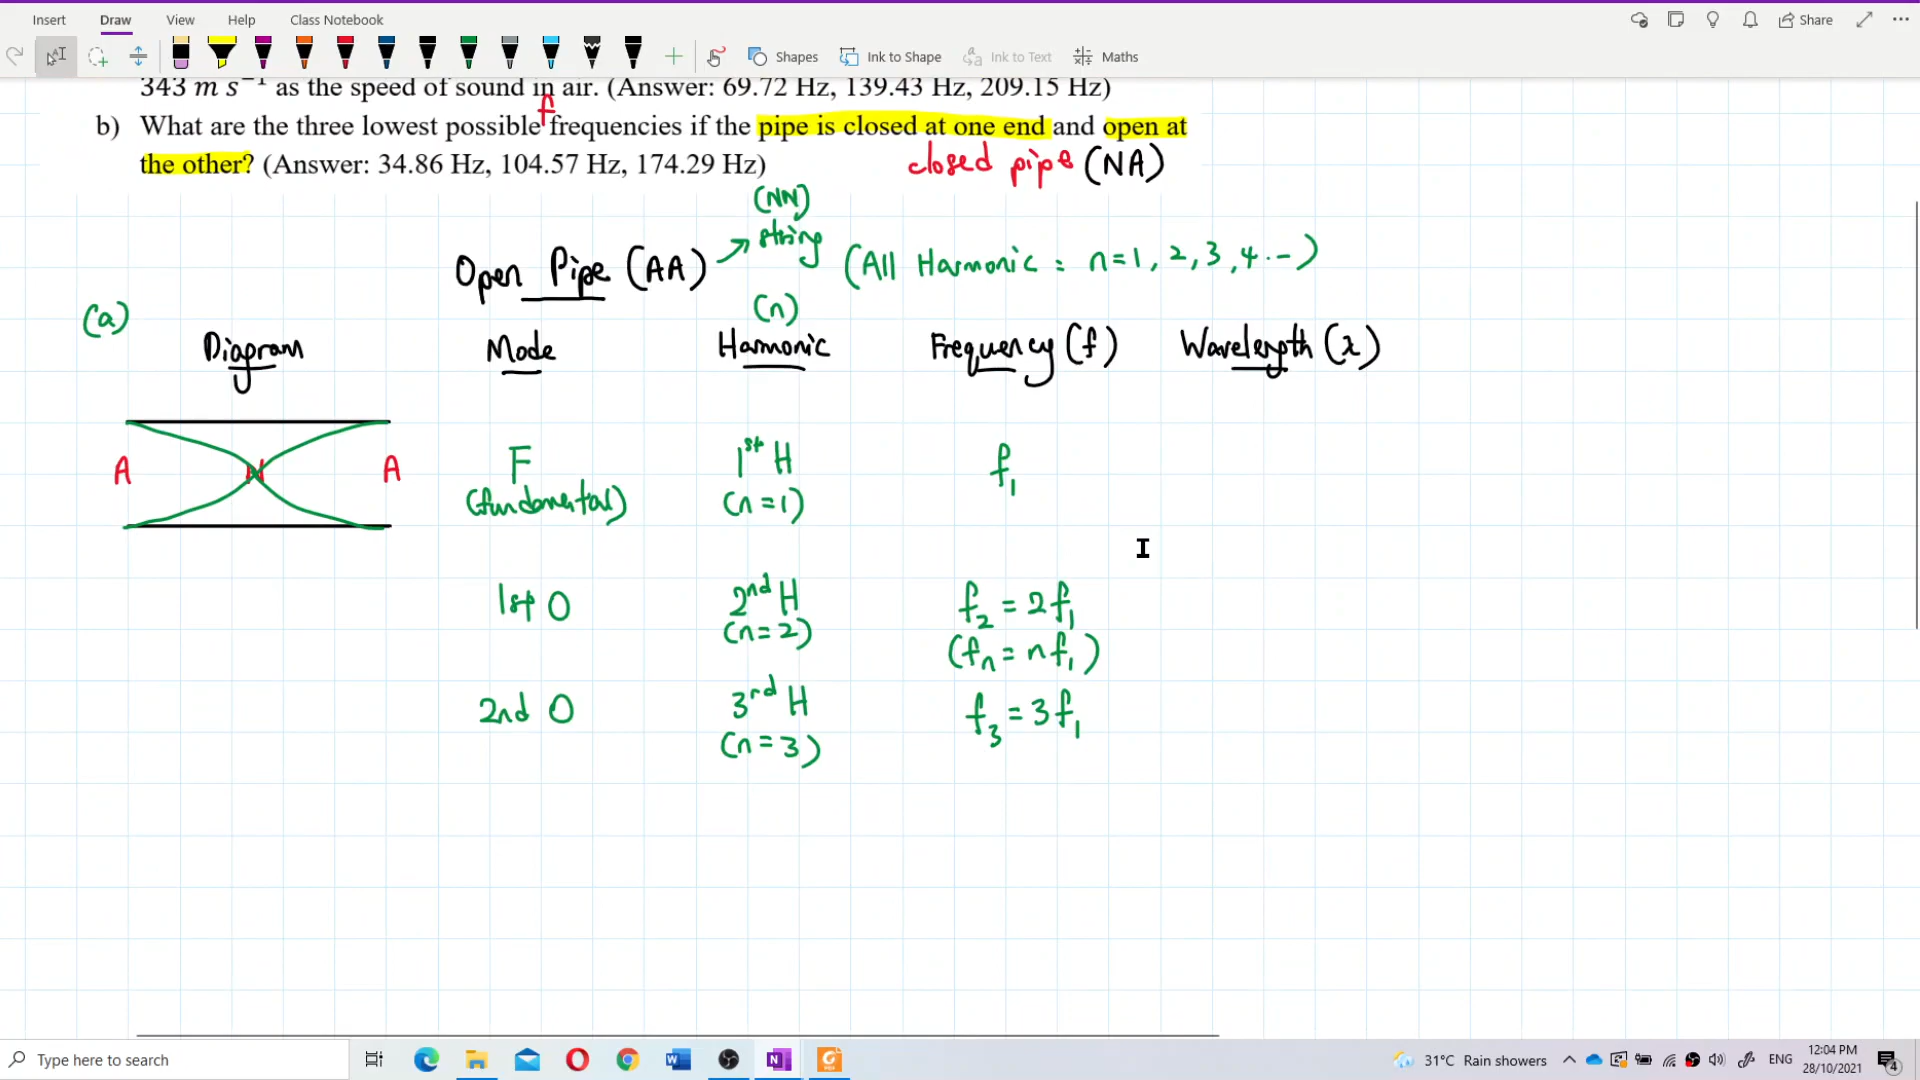 Insert Draw View Help Class Notebook
Share
Shapes Ink to Shape Ink to Text Maths
343 m s⁻¹ as the speed of sound in air. (Answer: 69.72 Hz, 139.43 Hz, 209.15 Hz)
f
b) What are the three lowest possible frequencies if the pipe is closed at one end and open at
the other? (Answer: 34.86 Hz, 104.57 Hz, 174.29 Hz)
closed pipe (NA)
(NN)
string
Open Pipe (AA) (All Harmonic : n=1, 2, 3, 4 ...)
(a)
(n)
Diagram Mode Harmonic Frequency (f) Wavelength (λ)
A N A
F 1st H f₁
(fundamental) (n=1)
1st O 2nd H f₂ = 2f₁
(n=2) (fₙ = nf₁)
2nd O 3rd H f₃ = 3f₁
(n=3)
Type here to search
31°C Rain showers
ENG
12:04 PM
28/10/2021
4